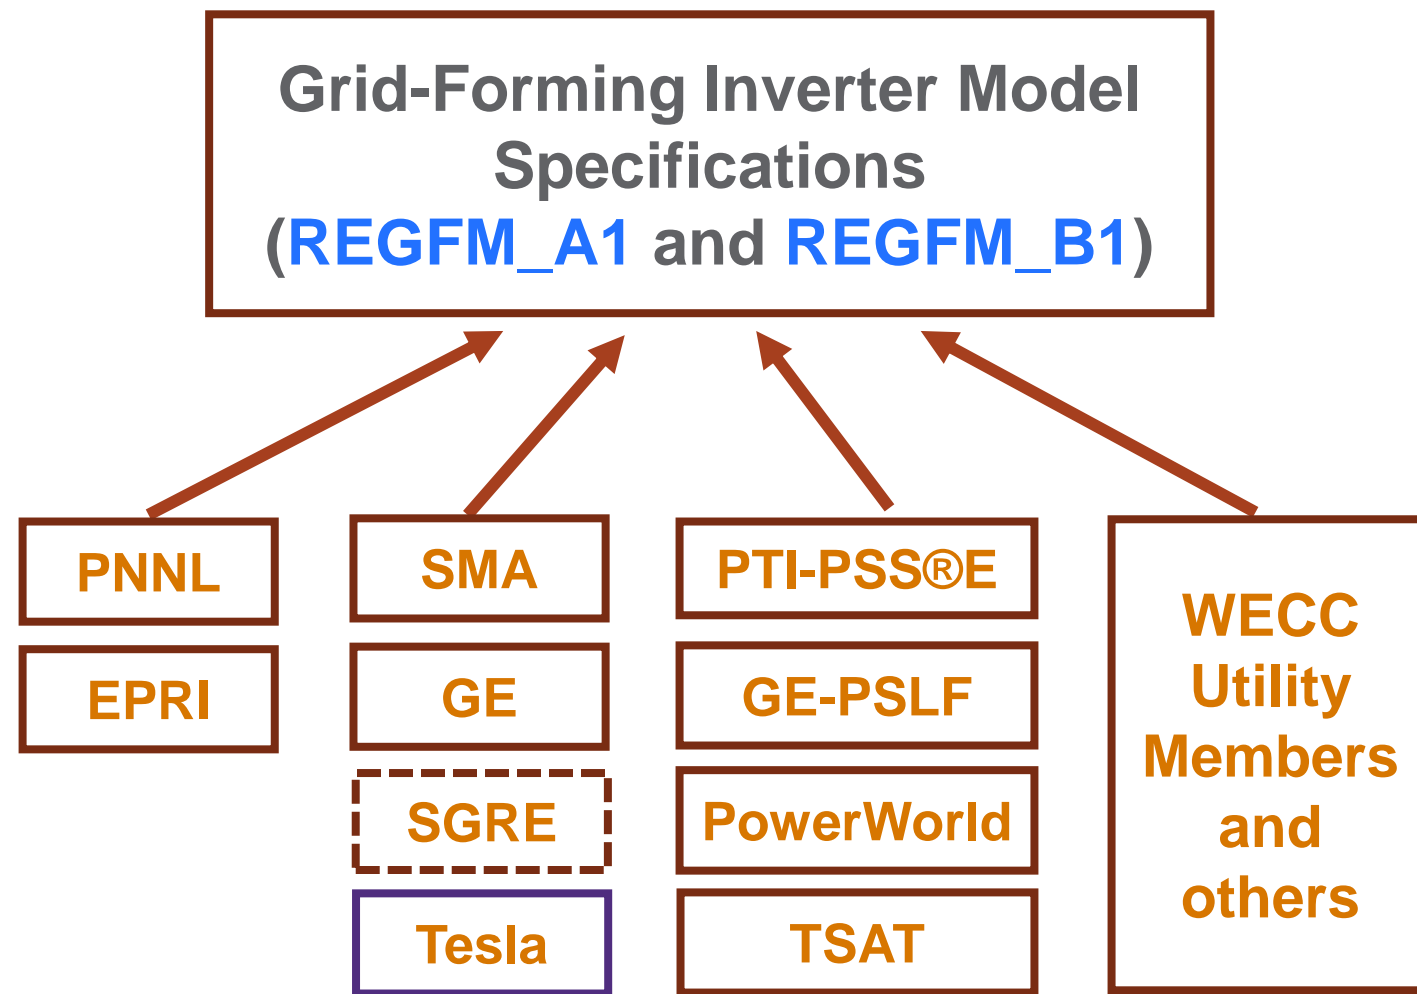 Grid-Forming Inverter Model
Specifications
(REGFM_A1 and REGFM_B1)
PNNL
EPRI
SMA
GE
SGRE
Tesla
PTI-PSS®E
GE-PSLF
PowerWorld
TSAT
WECC
Utility
Members
and
others